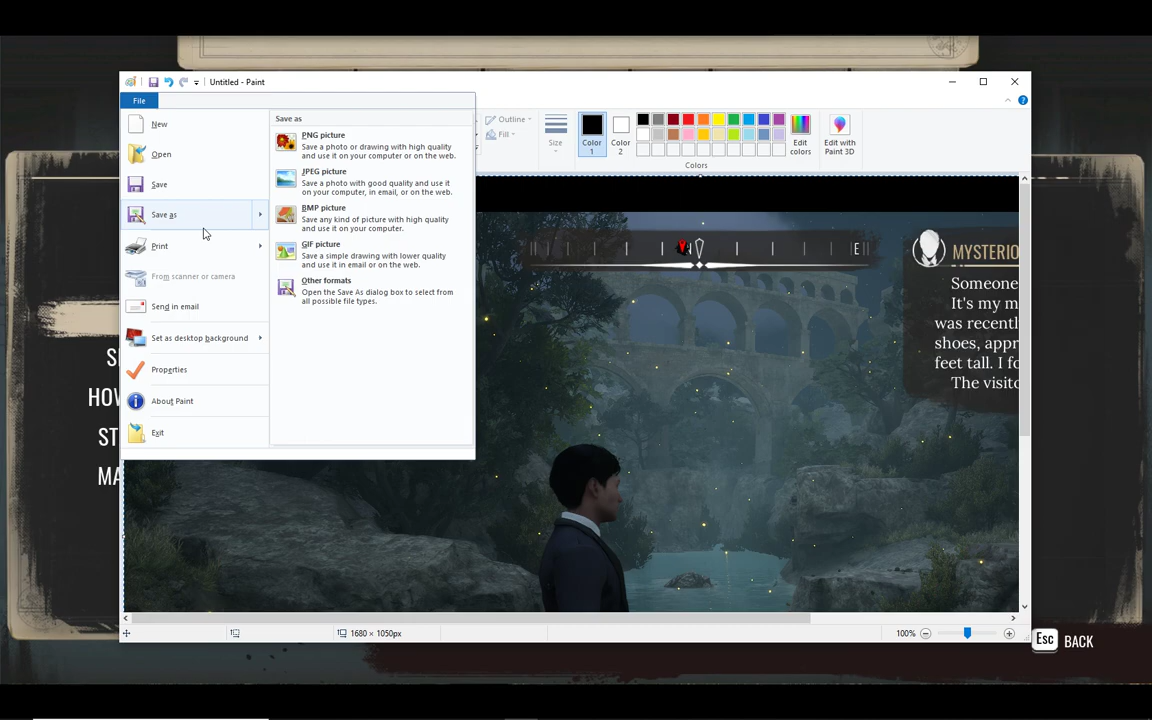 Untitled - Paint
File
New
Open
Save
Save as
Print
From scanner or camera
Send in email
Set as desktop background
Properties
About Paint
Exit
Save as
PNG picture
Save a photo or drawing with high quality
and use it on your computer or on the web.
JPEG picture
Save a photo with good quality and use it
on your computer, in email, or on the web.
BMP picture
Save any kind of picture with high quality
and use it on your computer.
GIF picture
Save a simple drawing with lower quality
and use it in email or on the web.
Other formats
Open the Save As dialog box to select from
all possible file types.
Outline
Fill
Size
Color
1
Color
2
Edit
colors
Edit with
Paint 3D
Colors
E
MYSTERIO
Someone
It's my m
was recently
shoes, appr
feet tall. I fo
The visito
HOW
ST
MA
1680 × 1050px
100%
Esc BACK